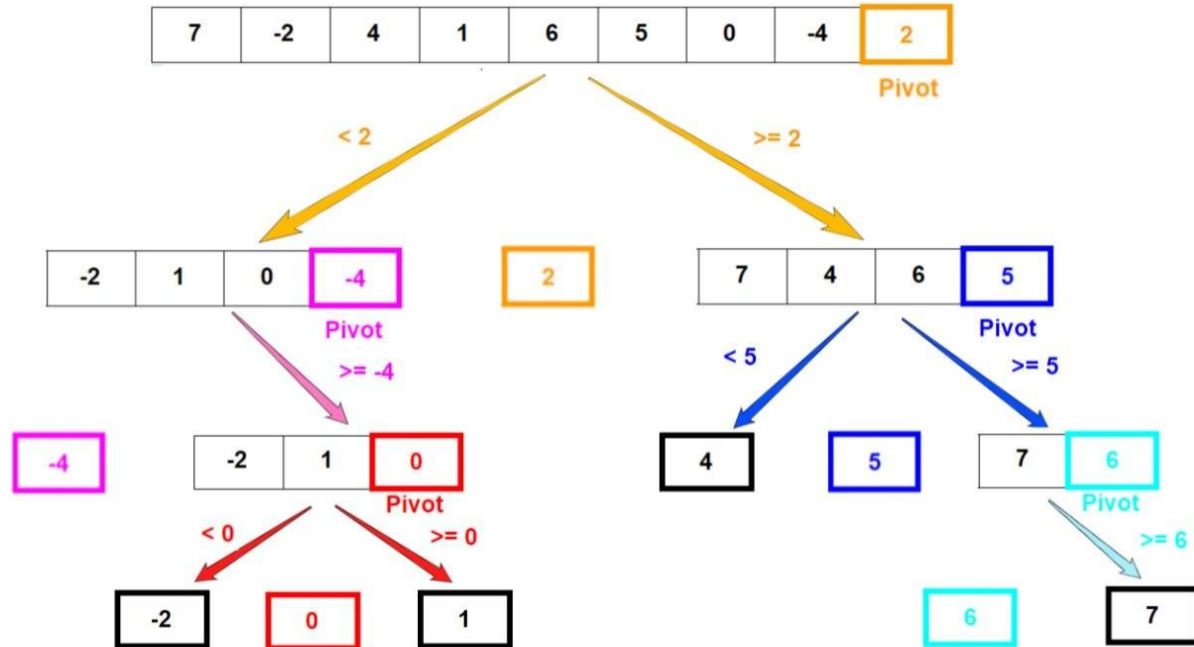 7 -2 4 1 6 5 0 -4 2
Pivot
< 2 >= 2
-2 1 0 -4 2 7 4 6 5
Pivot Pivot
>= -4 < 5 >= 5
-4 -2 1 0 4 5 7 6
Pivot Pivot
< 0 >= 0 >= 6
-2 0 1 6 7